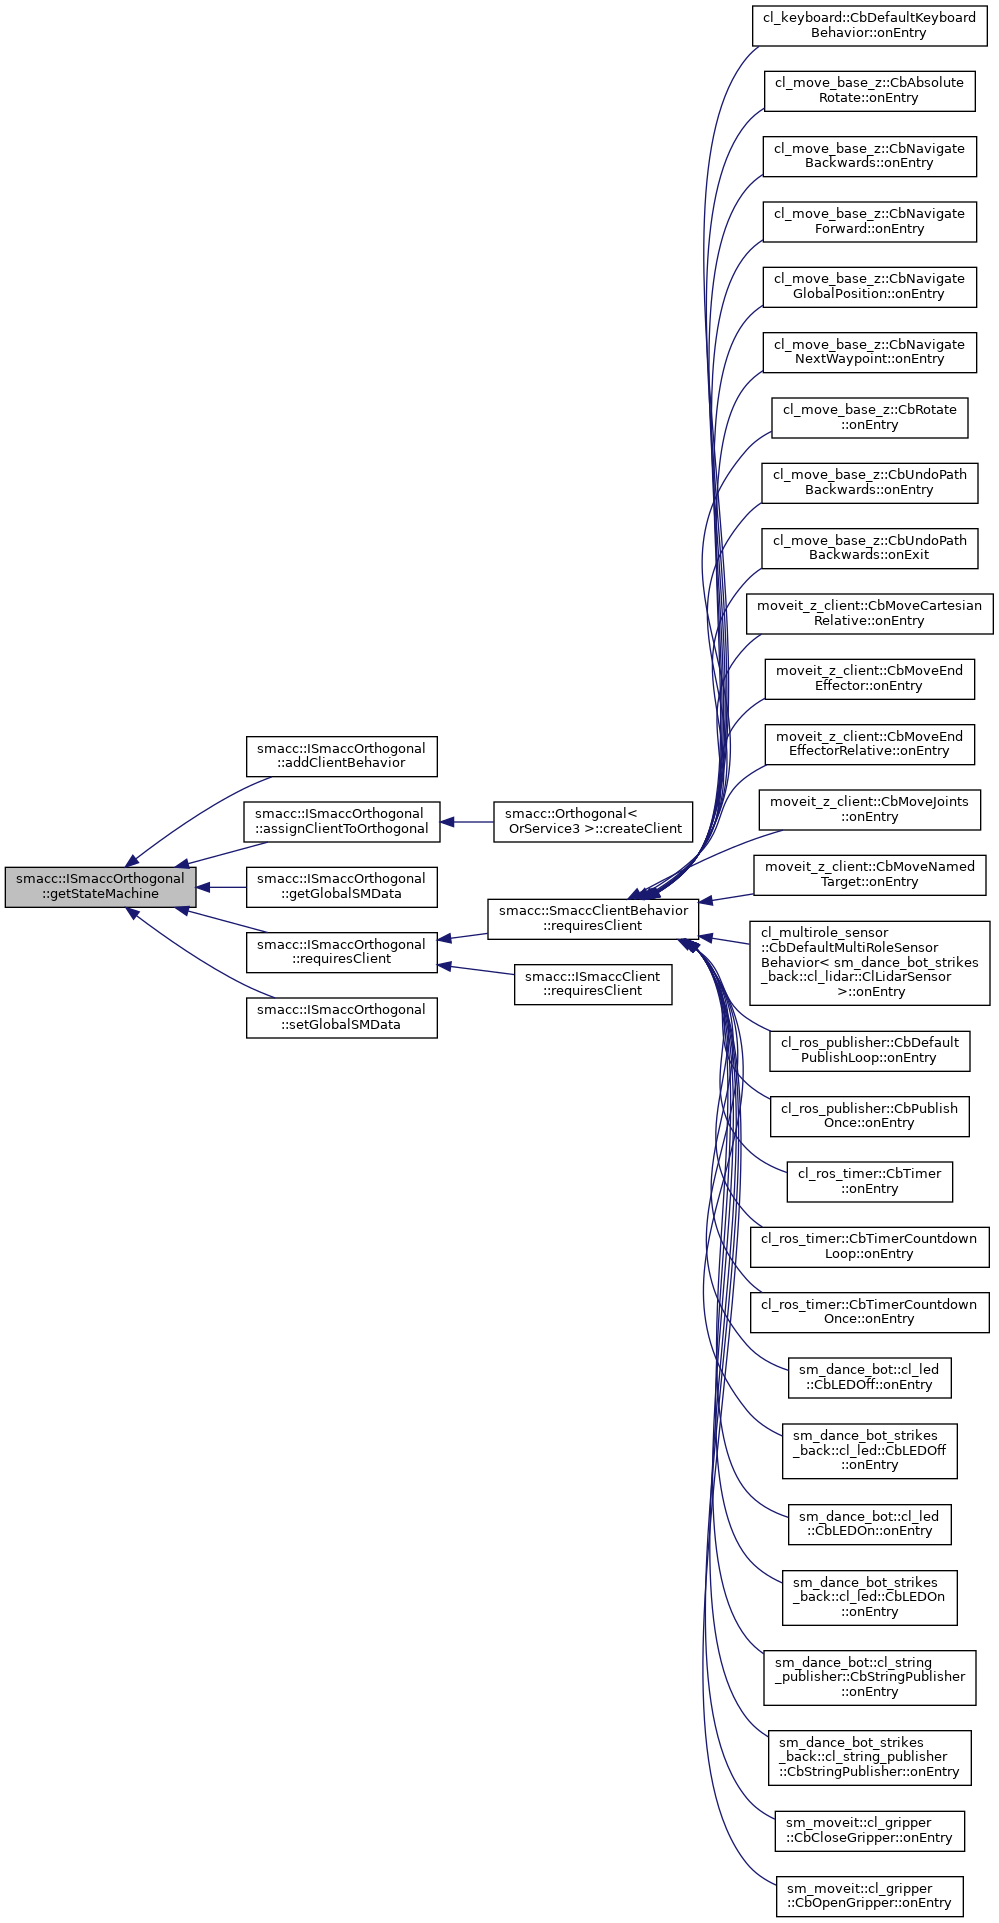 cl_keyboard::CbDefaultKeyboard
Behavior::onEntry
cl_move_base_z::CbAbsolute
Rotate::onEntry
cl_move_base_z::CbNavigate
Backwards::onEntry
cl_move_base_z::CbNavigate
Forward::onEntry
cl_move_base_z::CbNavigate
GlobalPosition::onEntry
cl_move_base_z::CbNavigate
NextWaypoint::onEntry
cl_move_base_z::CbRotate
::onEntry
cl_move_base_z::CbUndoPath
Backwards::onEntry
cl_move_base_z::CbUndoPath
Backwards::onExit
moveit_z_client::CbMoveCartesian
Relative::onEntry
moveit_z_client::CbMoveEnd
Effector::onEntry
moveit_z_client::CbMoveEnd
EffectorRelative::onEntry
moveit_z_client::CbMoveJoints
::onEntry
moveit_z_client::CbMoveNamed
Target::onEntry
cl_multirole_sensor
::CbDefaultMultiRoleSensor
Behavior< sm_dance_bot_strikes
_back::cl_lidar::ClLidarSensor
>::onEntry
cl_ros_publisher::CbDefault
PublishLoop::onEntry
cl_ros_publisher::CbPublish
Once::onEntry
cl_ros_timer::CbTimer
::onEntry
cl_ros_timer::CbTimerCountdown
Loop::onEntry
cl_ros_timer::CbTimerCountdown
Once::onEntry
sm_dance_bot::cl_led
::CbLEDOff::onEntry
sm_dance_bot_strikes
_back::cl_led::CbLEDOff
::onEntry
sm_dance_bot::cl_led
::CbLEDOn::onEntry
sm_dance_bot_strikes
_back::cl_led::CbLEDOn
::onEntry
sm_dance_bot::cl_string
_publisher::CbStringPublisher
::onEntry
sm_dance_bot_strikes
_back::cl_string_publisher
::CbStringPublisher::onEntry
sm_moveit::cl_gripper
::CbCloseGripper::onEntry
sm_moveit::cl_gripper
::CbOpenGripper::onEntry
smacc::ISmaccOrthogonal
::addClientBehavior
smacc::ISmaccOrthogonal
::assignClientToOrthogonal
smacc::Orthogonal<
OrService3 >::createClient
smacc::ISmaccOrthogonal
::getStateMachine
smacc::ISmaccOrthogonal
::getGlobalSMData
smacc::SmaccClientBehavior
::requiresClient
smacc::ISmaccOrthogonal
::requiresClient
smacc::ISmaccClient
::requiresClient
smacc::ISmaccOrthogonal
::setGlobalSMData